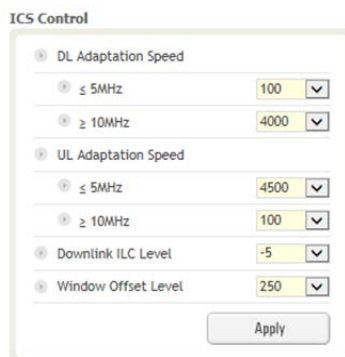 ICS Control
DL Adaptation Speed
≤ 5MHz 100
≥ 10MHz 4000
UL Adaptation Speed
≤ 5MHz 4500
≥ 10MHz 100
Downlink ILC Level -5
Window Offset Level 250
Apply